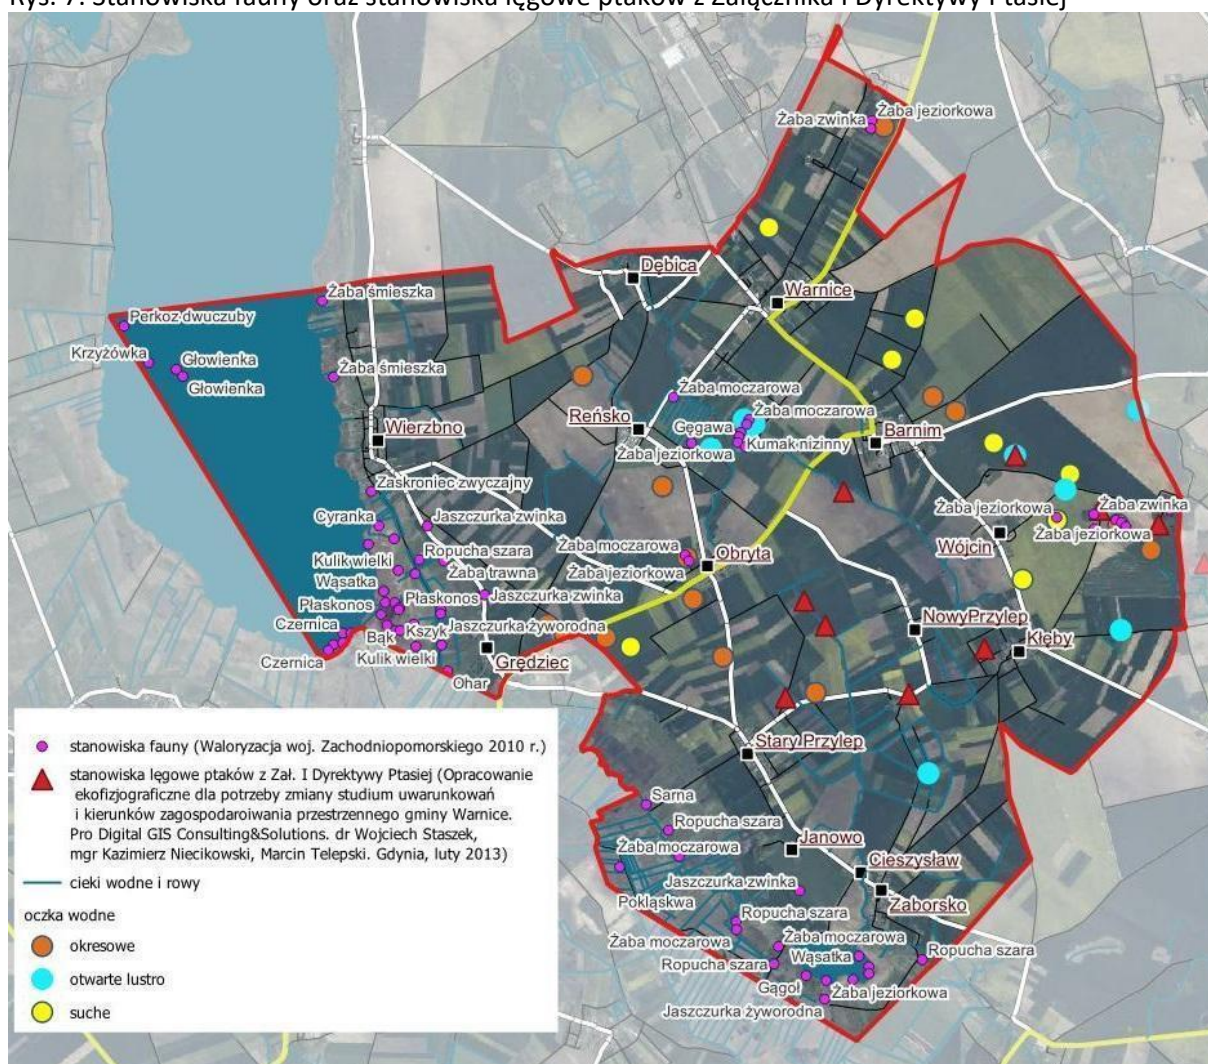 Rys. 7. Stanowiska fauny oraz stanowiska lęgowe ptaków z Załącznika I Dyrektywy Ptasiej
Żaba zwinka
Żaba jeziorkowa
Dębica
Warnice
Żaba śmieszka
Perkoz dwuczuby
Krzyżówka
Głowienka
Głowienka
Żaba śmieszka
Żaba moczarowa
Żaba moczarowa
Reńsko
Gęgawa
Wierzbno
Kumak nizinny
Barnim
Żaba jeziorkowa
Zaskroniec zwyczajny
Cyranka
Jaszczurka zwinka
Żaba jeziorkowa
Żaba zwinka
Żaba jeziorkowa
Wójcin
Kulik wielki
Ropucha szara
Żaba moczarowa
Obryta
Wąsatka
Żaba trawna
Żaba jeziorkowa
Płaskonos
Płaskonos
Jaszczurka zwinka
Czernica
Bąk
Kszyk
Jaszczurka żyworodna
NowyPrzylep
Kłęby
Czernica
Kulik wielki
Grędziec
Ohar
stanowiska fauny (Waloryzacja woj. Zachodniopomorskiego 2010 r.)
stanowiska lęgowe ptaków z Zał. I Dyrektywy Ptasiej (Opracowanie
ekofizjograficzne dla potrzeby zmiany studium uwarunkowań
i kierunków zagospodaroiwania przestrzennego gminy Warnice.
Pro Digital GIS Consulting&Solutions. dr Wojciech Staszek,
mgr Kazimierz Niecikowski, Marcin Telepski. Gdynia, luty 2013)
cieki wodne i rowy
oczka wodne
okresowe
otwarte lustro
suche
Stary Przylep
Sarna
Ropucha szara
Janowo
Żaba moczarowa
Cieszysław
Jaszczurka zwinka
Pokląskwa
Zaborsko
Ropucha szara
Żaba moczarowa
Żaba moczarowa
Ropucha szara
Wąsatka
Ropucha szara
Gągoł
Żaba jeziorkowa
Jaszczurka żyworodna